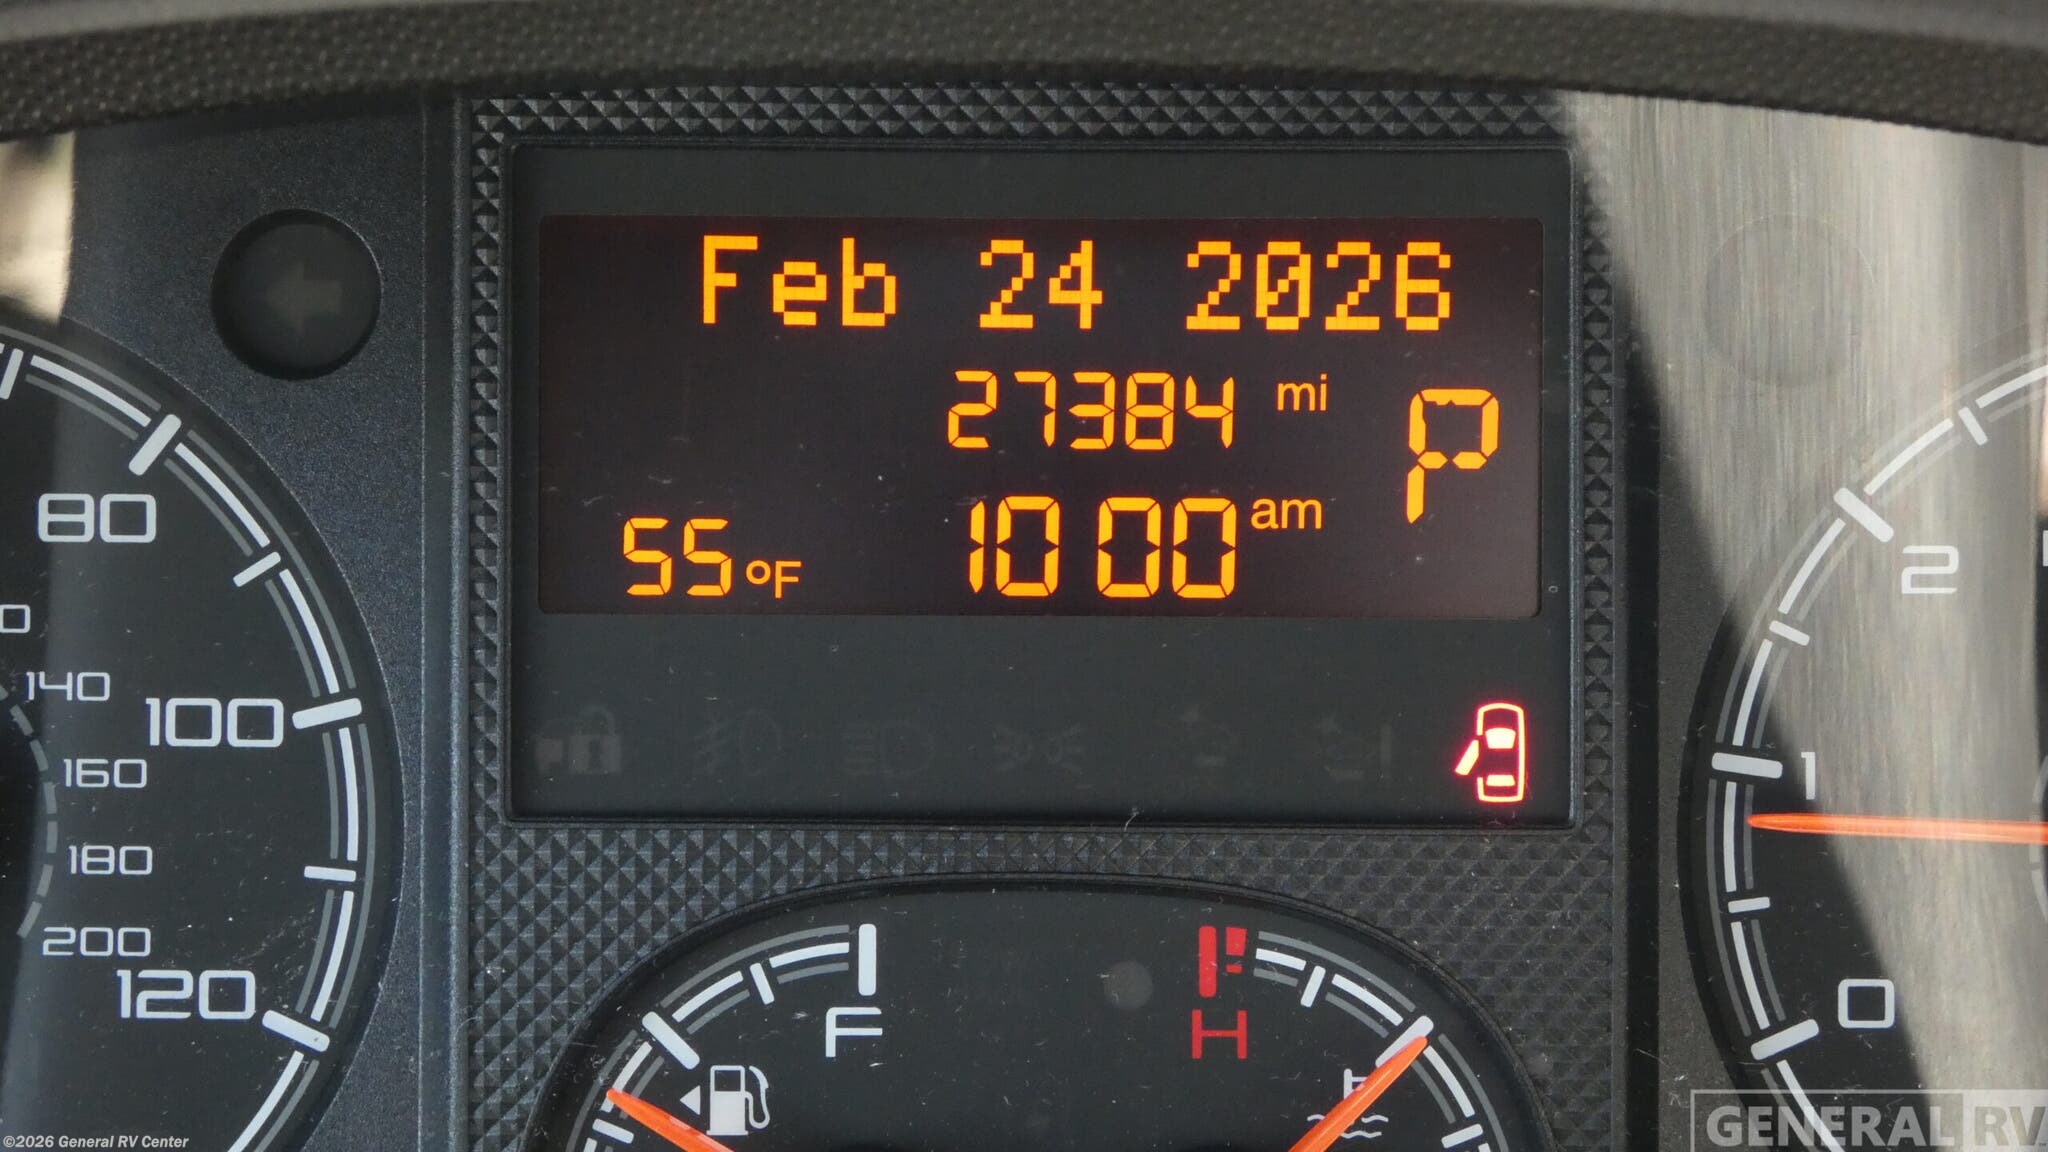 Feb 24 2026
27384 mi
P
55°F 10 00 am
80
100
120
140
160
180
200
F
H
2
1
0
©2026 General RV Center
GENERAL RV